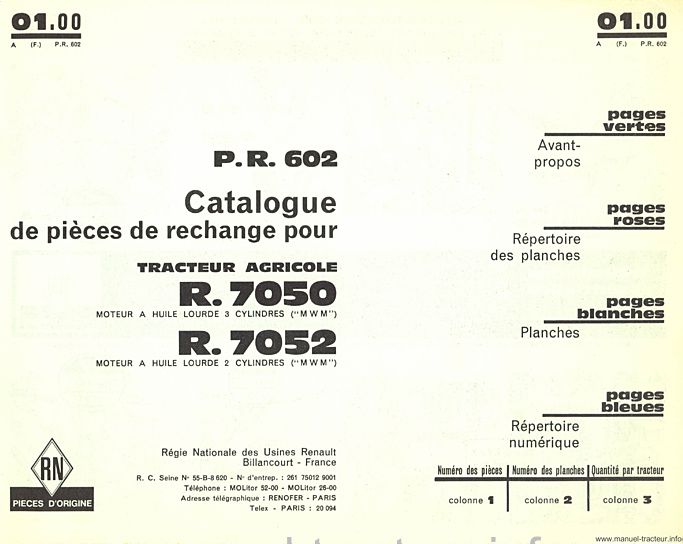 01.00
A (F.) P.R. 602
01.00
A (F.) P.R. 602
P.R. 602
Catalogue
de pièces de rechange pour
TRACTEUR AGRICOLE
R. 7050
MOTEUR A HUILE LOURDE 3 CYLINDRES ("MWM")
R. 7052
MOTEUR A HUILE LOURDE 2 CYLINDRES ("MWM")
Régie Nationale des Usines Renault
Billancourt - France
R. C. Seine N° 55-B-8 620 - N° d'entrep. : 261 75012 9001
Téléphone : MOLitor 52-00 - MOLitor 26-00
Adresse télégraphique : RENOFER - PARIS
Telex - PARIS : 20 094
RN
PIECES D'ORIGINE
pages
vertes
Avant-
propos
pages
roses
Répertoire
des planches
pages
blanches
Planches
pages
bleues
Répertoire
numérique
Numéro des pièces Numéro des planches Quantité par tracteur
colonne 1 colonne 2 colonne 3
www.manuel-tracteur.info